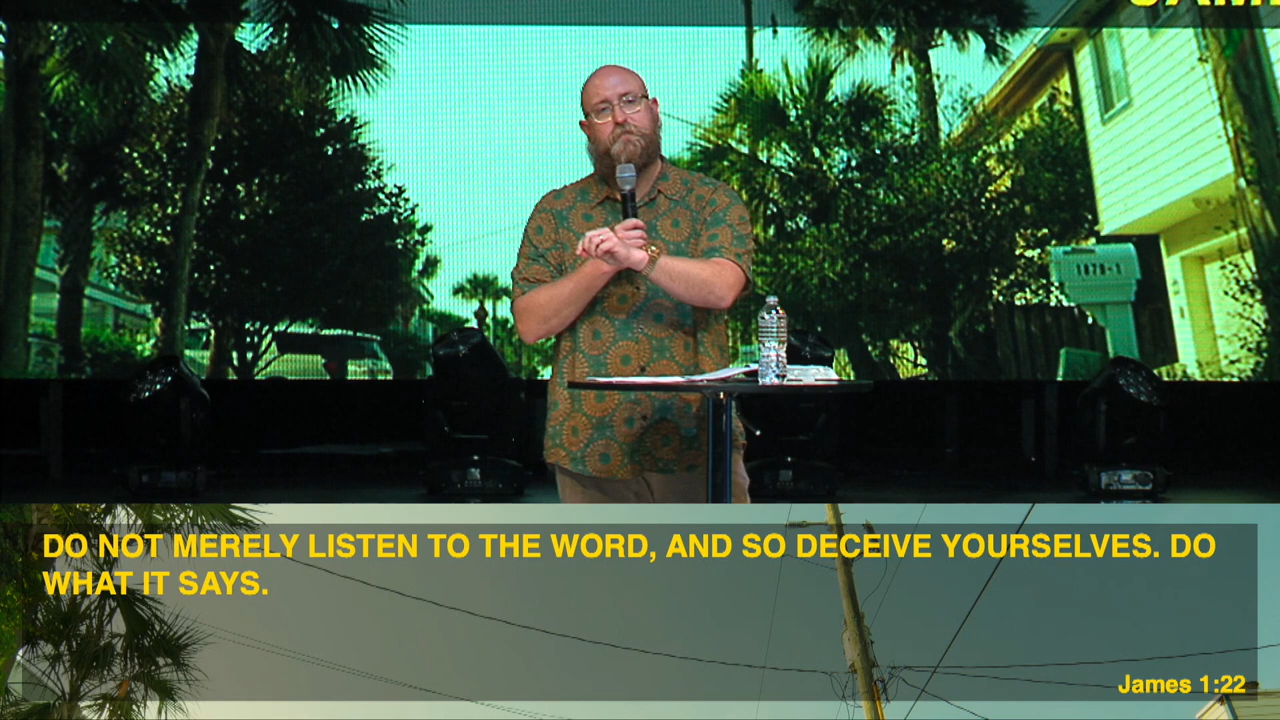 DO NOT MERELY LISTEN TO THE WORD, AND SO DECEIVE YOURSELVES. DO
WHAT IT SAYS.
James 1:22